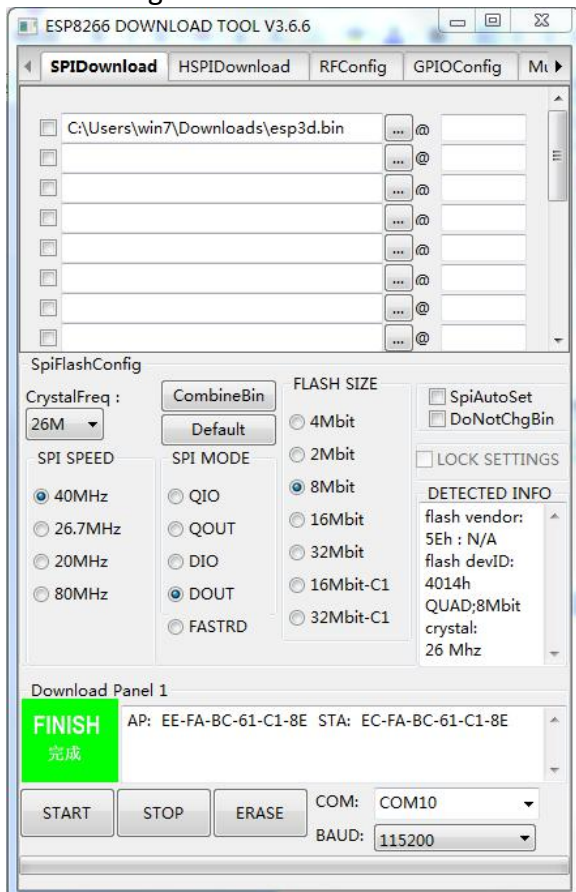 ESP8266 DOWNLOAD TOOL V3.6.6
SPIDownload HSPIDownload RFConfig GPIOConfig
C:\Users\win7\Downloads\esp3d.bin ... @
... @
... @
... @
... @
... @
... @
... @
SpiFlashConfig
CrystalFreq :
26M
CombineBin
Default
SPI SPEED
40MHz
26.7MHz
20MHz
80MHz
SPI MODE
QIO
QOUT
DIO
DOUT
FASTRD
FLASH SIZE
4Mbit
2Mbit
8Mbit
16Mbit
32Mbit
16Mbit-C1
32Mbit-C1
SpiAutoSet
DoNotChgBin
LOCK SETTINGS
DETECTED INFO
flash vendor:
5Eh : N/A
flash devID:
4014h
QUAD;8Mbit
crystal:
26 Mhz
Download Panel 1
FINISH
完成
AP: EE-FA-BC-61-C1-8E STA: EC-FA-BC-61-C1-8E
START STOP ERASE
COM: COM10
BAUD: 115200